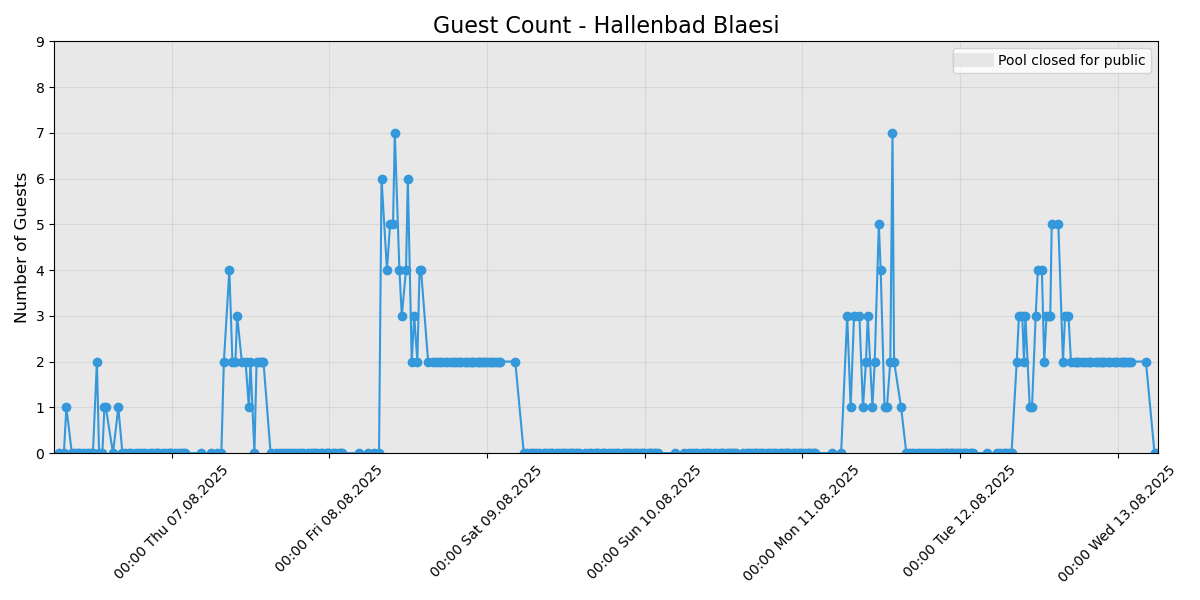 Guest Count - Hallenbad Blaesi
Pool closed for public
Number of Guests
9
8
7
6
5
4
3
2
1
0
00:00 Thu 07.08.2025
00:00 Fri 08.08.2025
00:00 Sat 09.08.2025
00:00 Sun 10.08.2025
00:00 Mon 11.08.2025
00:00 Tue 12.08.2025
00:00 Wed 13.08.2025